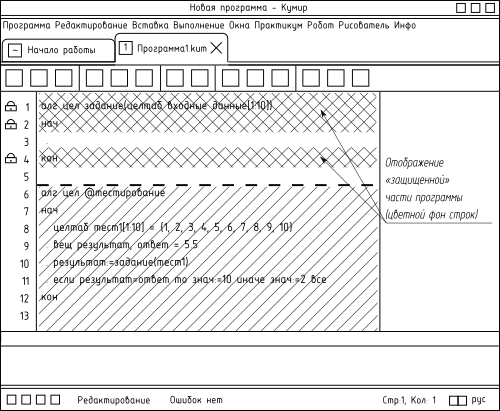 Новая программа - Кумир
Программа Редактирование Вставка Выполнение Окна Практикум Робот Рисователь Инфо
~ Начало работы
1 Программа1.kum
1 алг цел задание(целтаб входные данные[1:10])
2 нач
3 .
4 кон
5
6 алг цел @тестирование
7 нач
8 целтаб тест1[1:10] = {1, 2, 3, 4, 5, 6, 7, 8, 9, 10}
9 вещ результат, ответ = 5.5
10 результат:=задание(тест1)
11 если результат=ответ то знач:=10 иначе знач:=2 все
12 кон
13
Отображение
«защищенной»
части программы
(цветной фон строк)
Редактирование Ошибок нет Стр:1, Кол: 1 рус